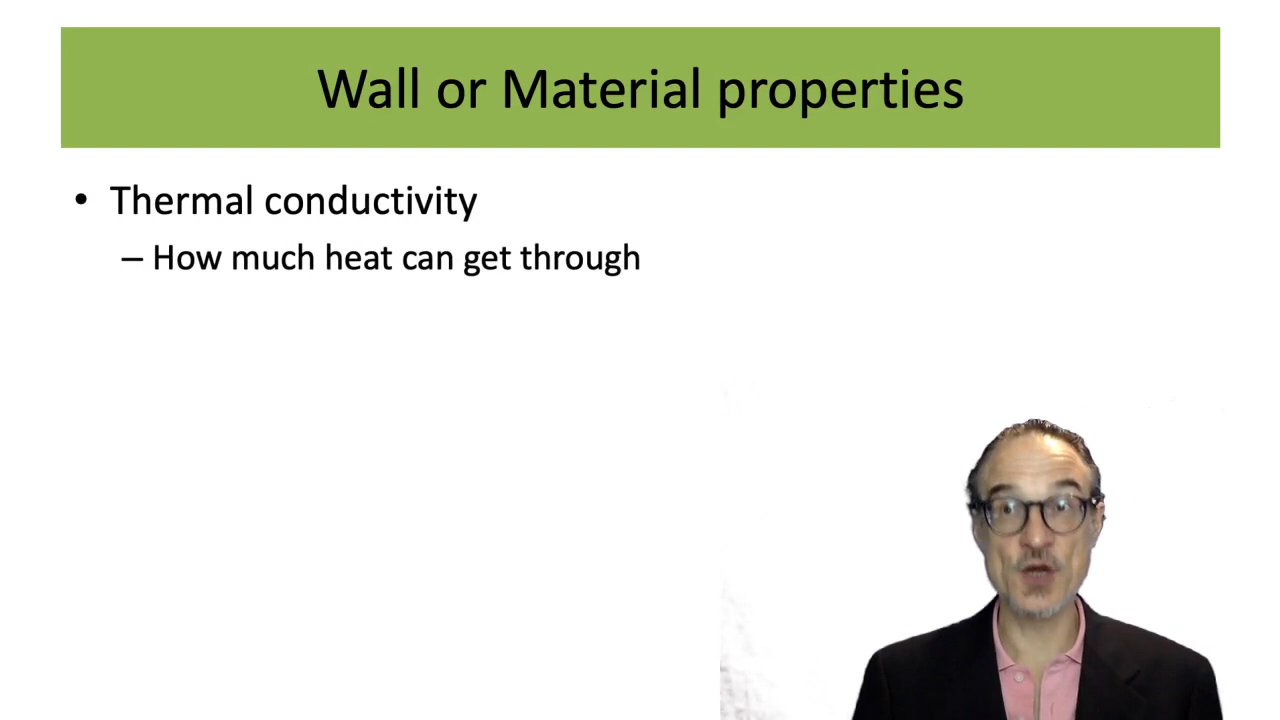 Wall or Material properties
• Thermal conductivity
– How much heat can get through